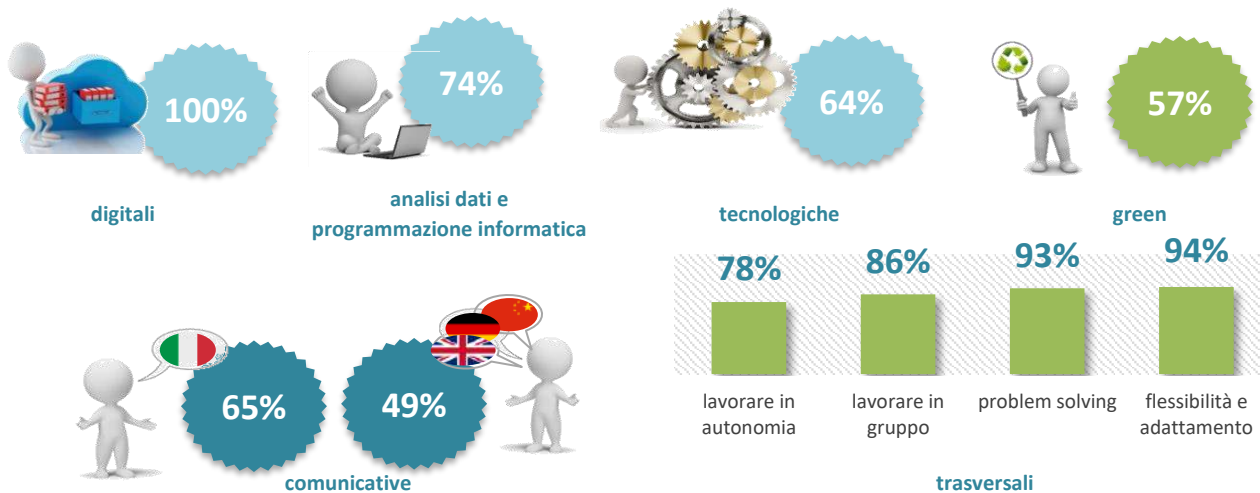 100%
74%
64%
57%
digitali
analisi dati e
programmazione informatica
tecnologiche
green
65%
49%
comunicative
78%
86%
93%
94%
lavorare in
autonomia
lavorare in
gruppo
problem solving
flessibilità e
adattamento
trasversali